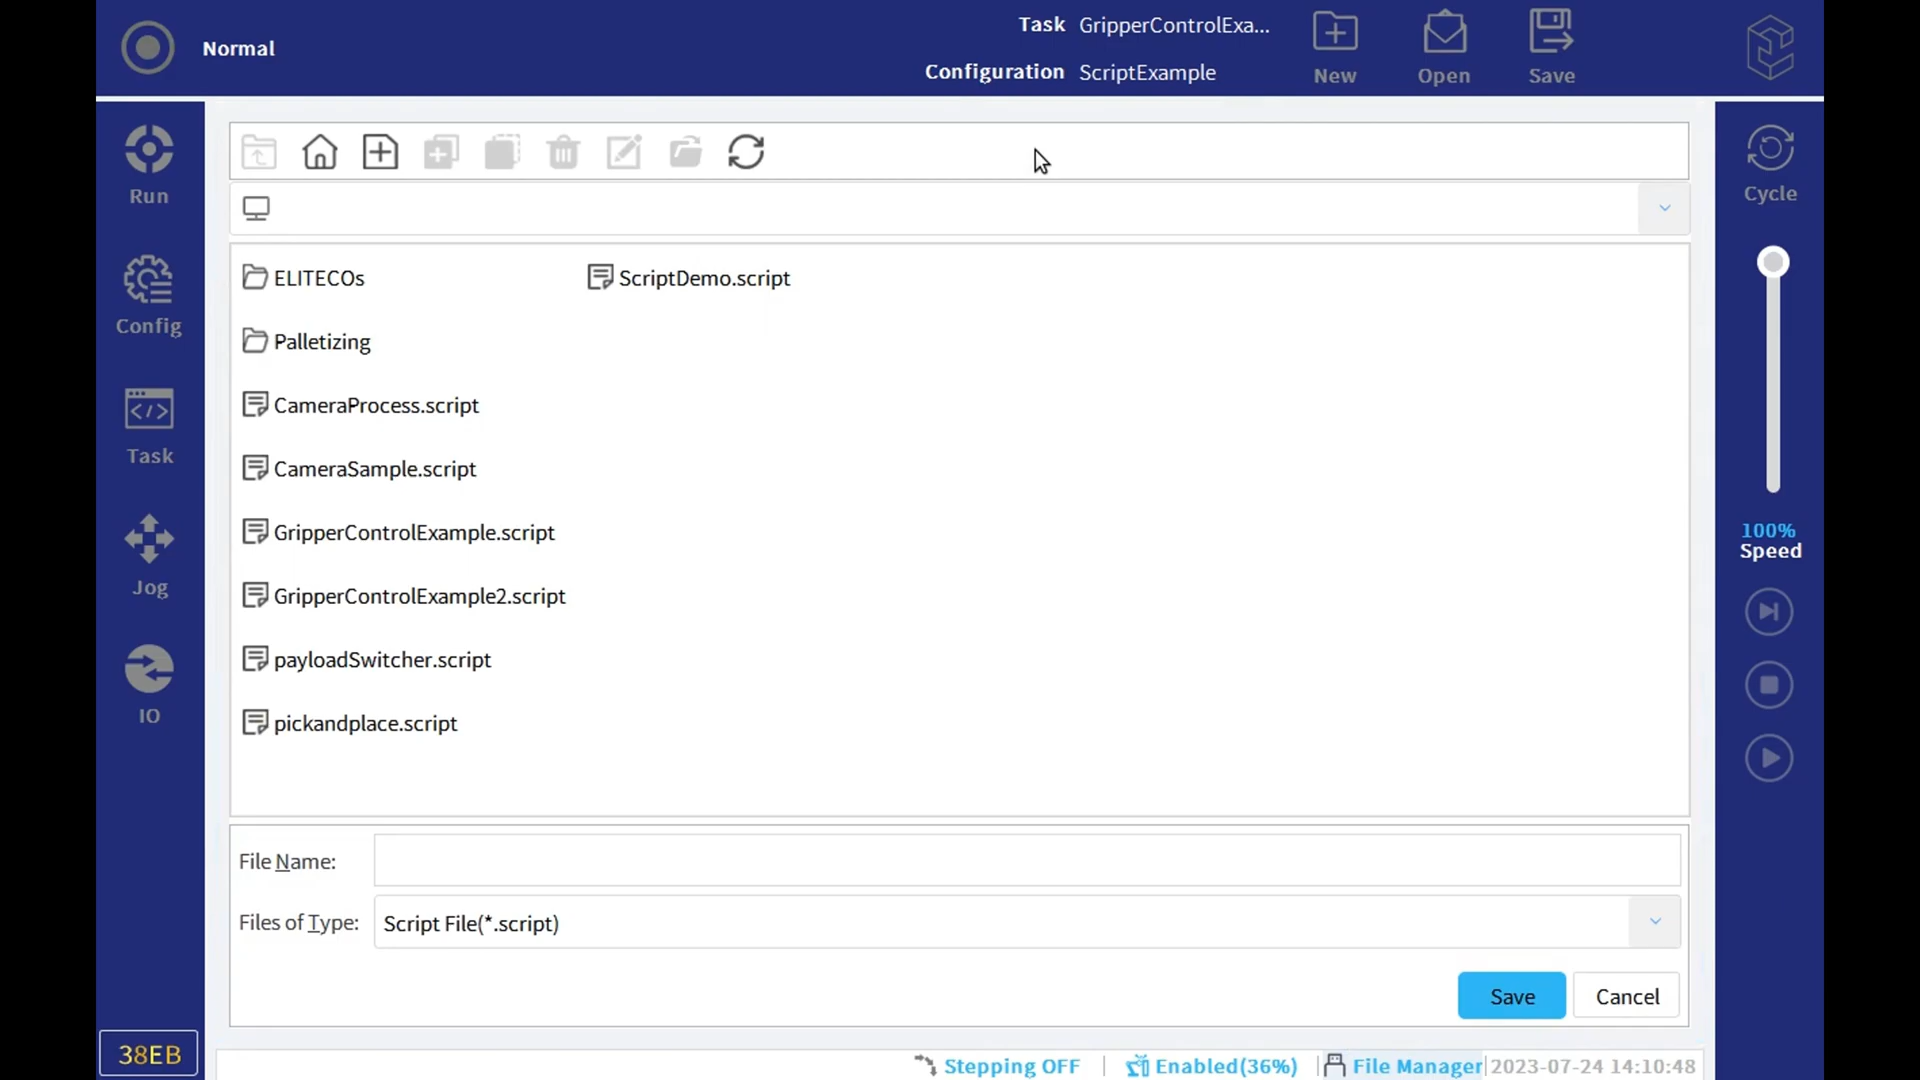 Normal
Task GripperControlExa...
Configuration ScriptExample
New
Open
Save
Run
Config
Task
Jog
IO
38EB
ELITECOs
Palletizing
CameraProcess.script
CameraSample.script
GripperControlExample.script
GripperControlExample2.script
payloadSwitcher.script
pickandplace.script
ScriptDemo.script
File Name:
Files of Type: Script File(*.script)
Save
Cancel
Cycle
100%
Speed
Stepping OFF
Enabled(36%)
File Manager
2023-07-24 14:10:48